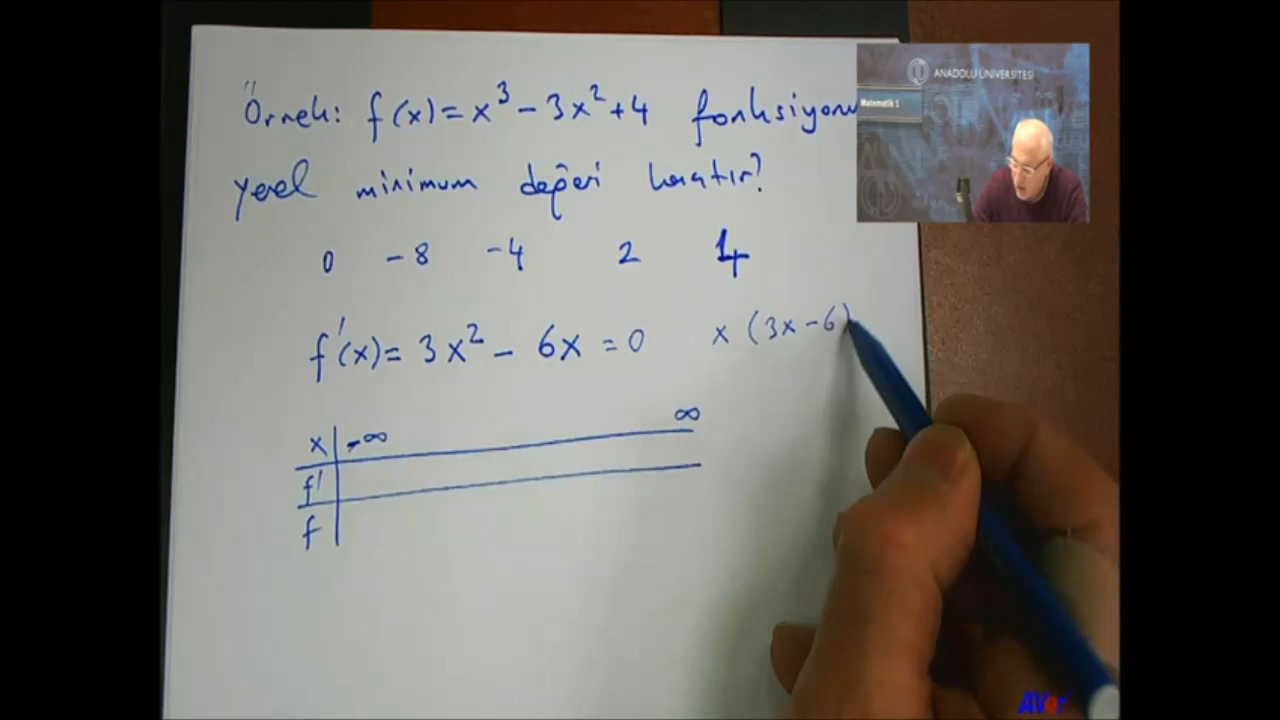 Örnek: f(x) = x³ - 3x² + 4 fonksiyonu
yerel minimum değeri kaçtır?
0 -8 -4 2 4
f'(x) = 3x² - 6x = 0 x (3x - 6)
x -∞ ∞
f'
f
ANADOLU ÜNİVERSİTESİ
Matematik 1
AVer